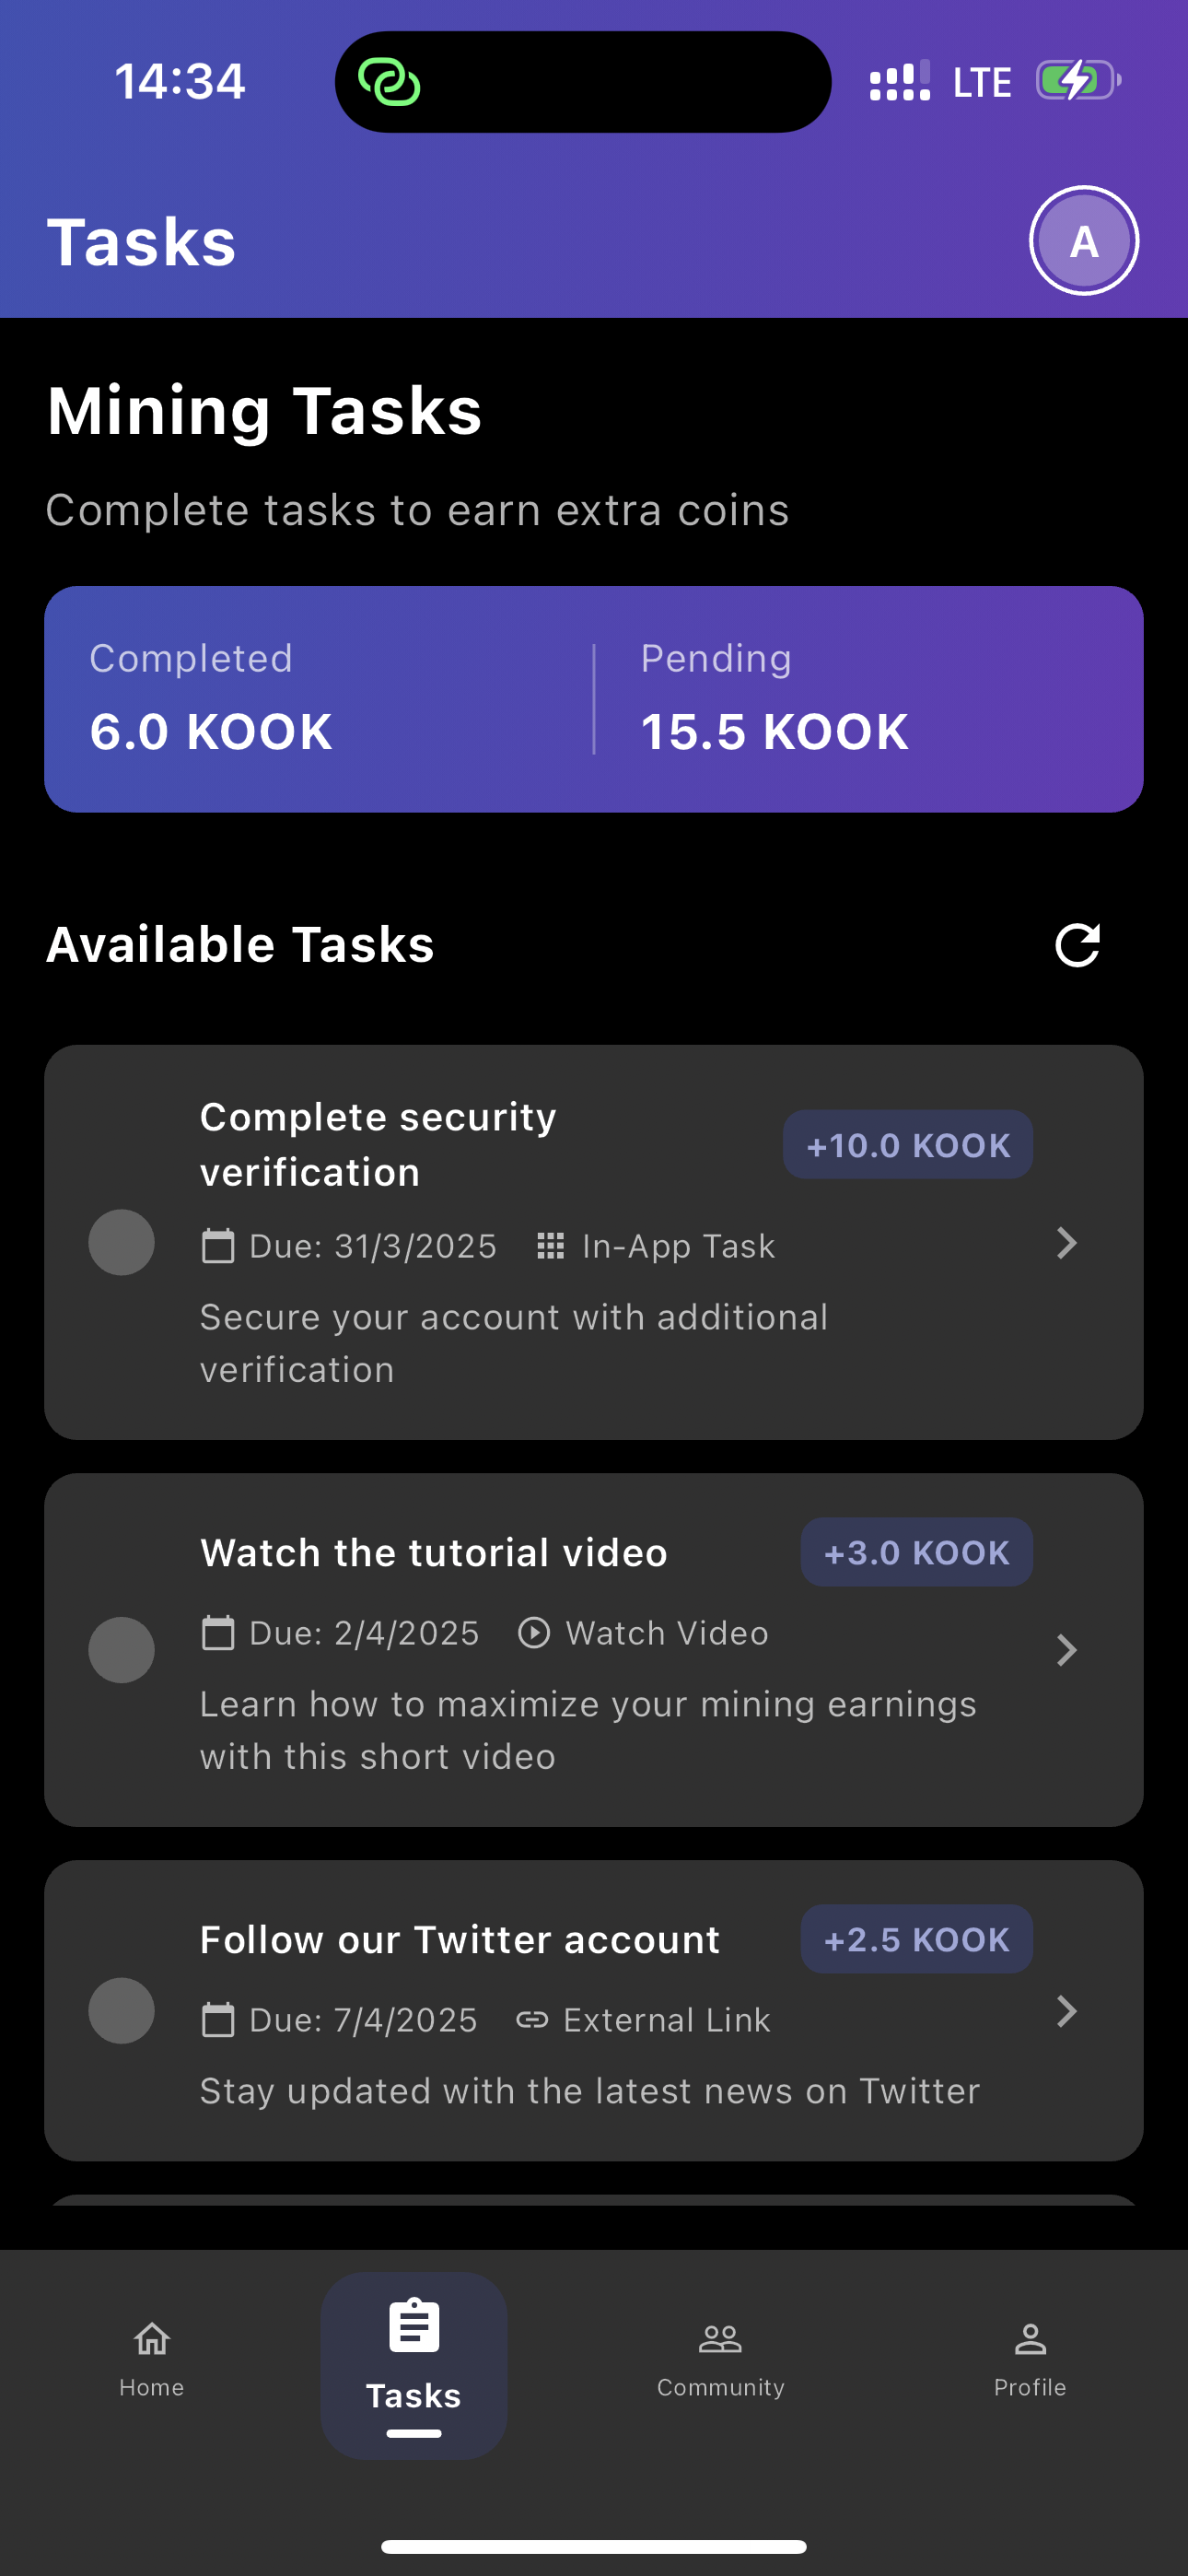 14:34
LTE
Tasks
A
Mining Tasks
Complete tasks to earn extra coins
Completed
Pending
6.0 KOOK
15.5 KOOK
Available Tasks
Complete security
verification
+10.0 KOOK
Due: 31/3/2025
In-App Task
Secure your account with additional
verification
Watch the tutorial video
+3.0 KOOK
Due: 2/4/2025
Watch Video
Learn how to maximize your mining earnings
with this short video
Follow our Twitter account
+2.5 KOOK
Due: 7/4/2025
External Link
Stay updated with the latest news on Twitter
Home
Tasks
Community
Profile